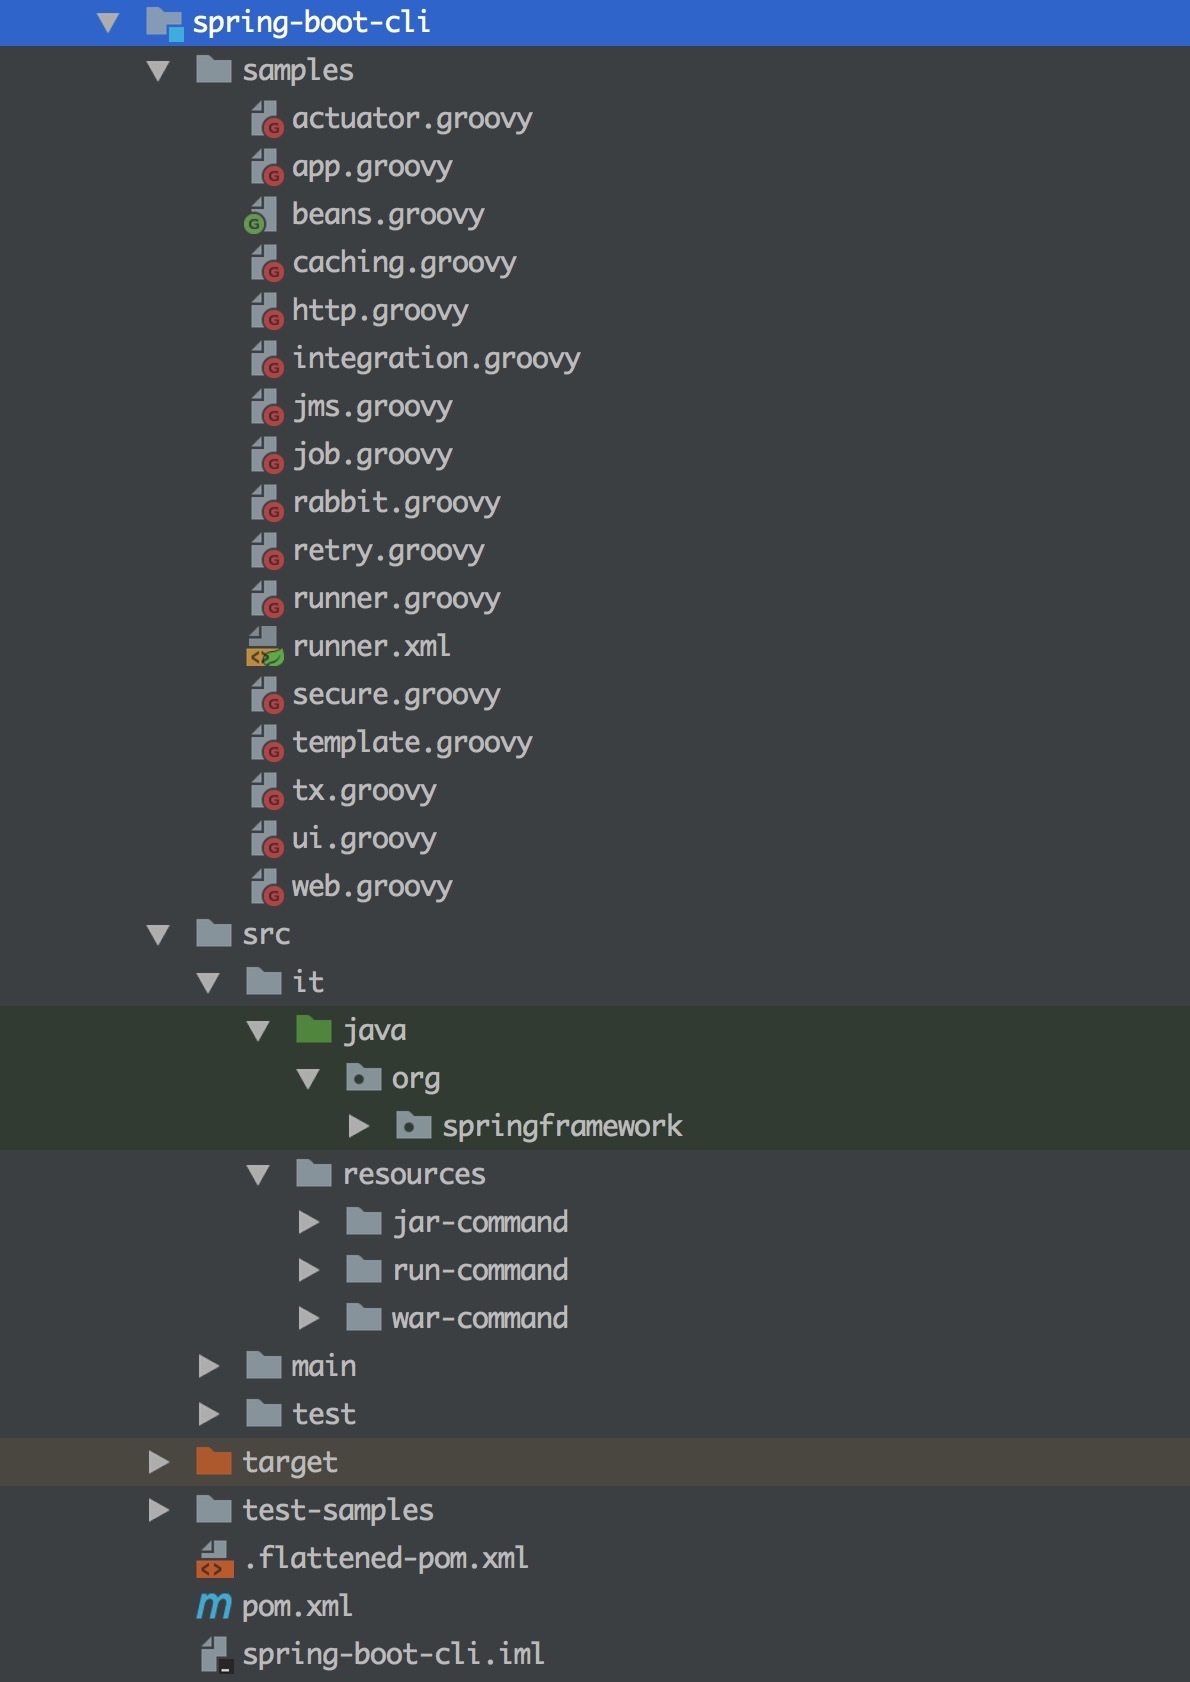 spring-boot-cli
samples
actuator.groovy
app.groovy
beans.groovy
caching.groovy
http.groovy
integration.groovy
jms.groovy
job.groovy
rabbit.groovy
retry.groovy
runner.groovy
runner.xml
secure.groovy
template.groovy
tx.groovy
ui.groovy
web.groovy
src
it
java
org
springframework
resources
jar-command
run-command
war-command
main
test
target
test-samples
.flattened-pom.xml
pom.xml
spring-boot-cli.iml